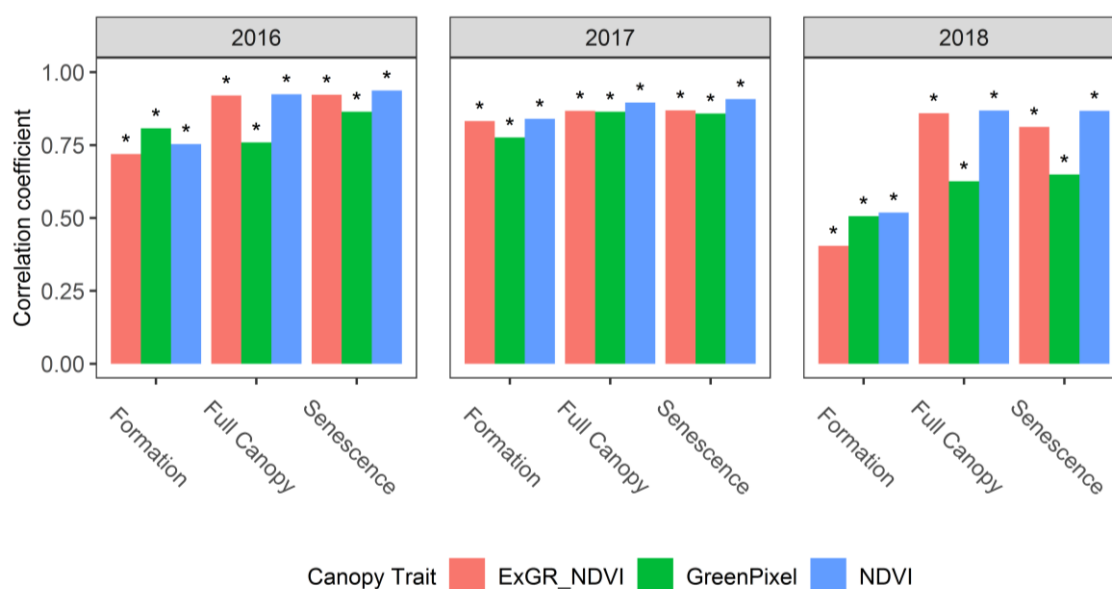 2016 2017 2018
Correlation coefficient
1.00
0.75
0.50
0.25
0.00
* * * * * * * * *
* * * * * * * * *
* * * * * * * * *
Formation Full Canopy Senescence Formation Full Canopy Senescence Formation Full Canopy Senescence
Canopy Trait ExGR_NDVI GreenPixel NDVI